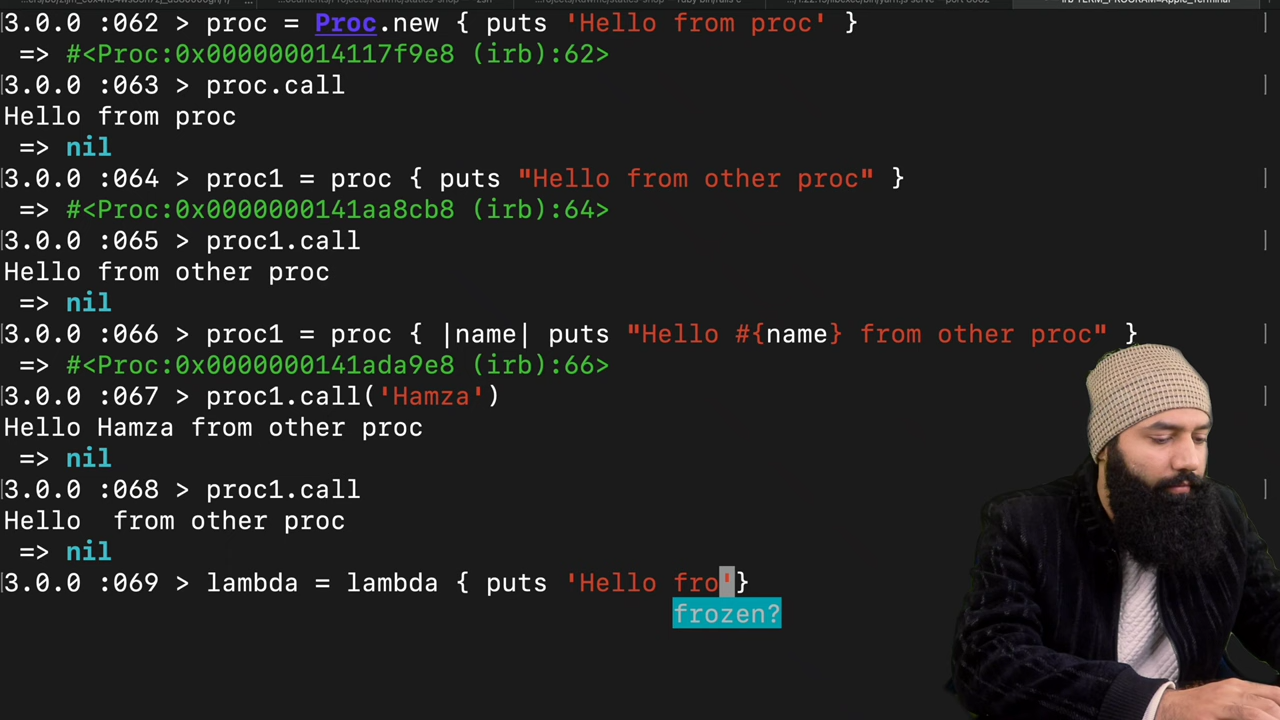 3.0.0 :062 > proc = Proc.new { puts 'Hello from proc' }
=> #<Proc:0x000000014117f9e8 (irb):62>
3.0.0 :063 > proc.call
Hello from proc
=> nil
3.0.0 :064 > proc1 = proc { puts "Hello from other proc" }
=> #<Proc:0x0000000141aa8cb8 (irb):64>
3.0.0 :065 > proc1.call
Hello from other proc
=> nil
3.0.0 :066 > proc1 = proc { |name| puts "Hello #{name} from other proc" }
=> #<Proc:0x0000000141ada9e8 (irb):66>
3.0.0 :067 > proc1.call('Hamza')
Hello Hamza from other proc
=> nil
3.0.0 :068 > proc1.call
Hello  from other proc
=> nil
3.0.0 :069 > lambda = lambda { puts 'Hello fro'}
frozen?